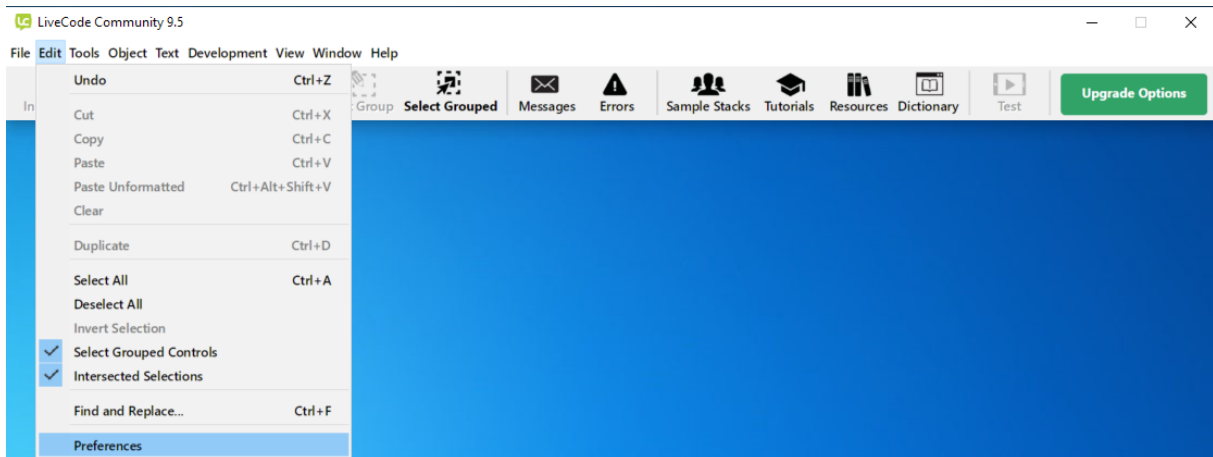 LiveCode Community 9.5
File Edit Tools Object Text Development View Window Help
In Group Select Grouped Messages Errors Sample Stacks Tutorials Resources Dictionary Test Upgrade Options
Undo Ctrl+Z
Cut Ctrl+X
Copy Ctrl+C
Paste Ctrl+V
Paste Unformatted Ctrl+Alt+Shift+V
Clear
Duplicate Ctrl+D
Select All Ctrl+A
Deselect All
Invert Selection
Select Grouped Controls
Intersected Selections
Find and Replace... Ctrl+F
Preferences